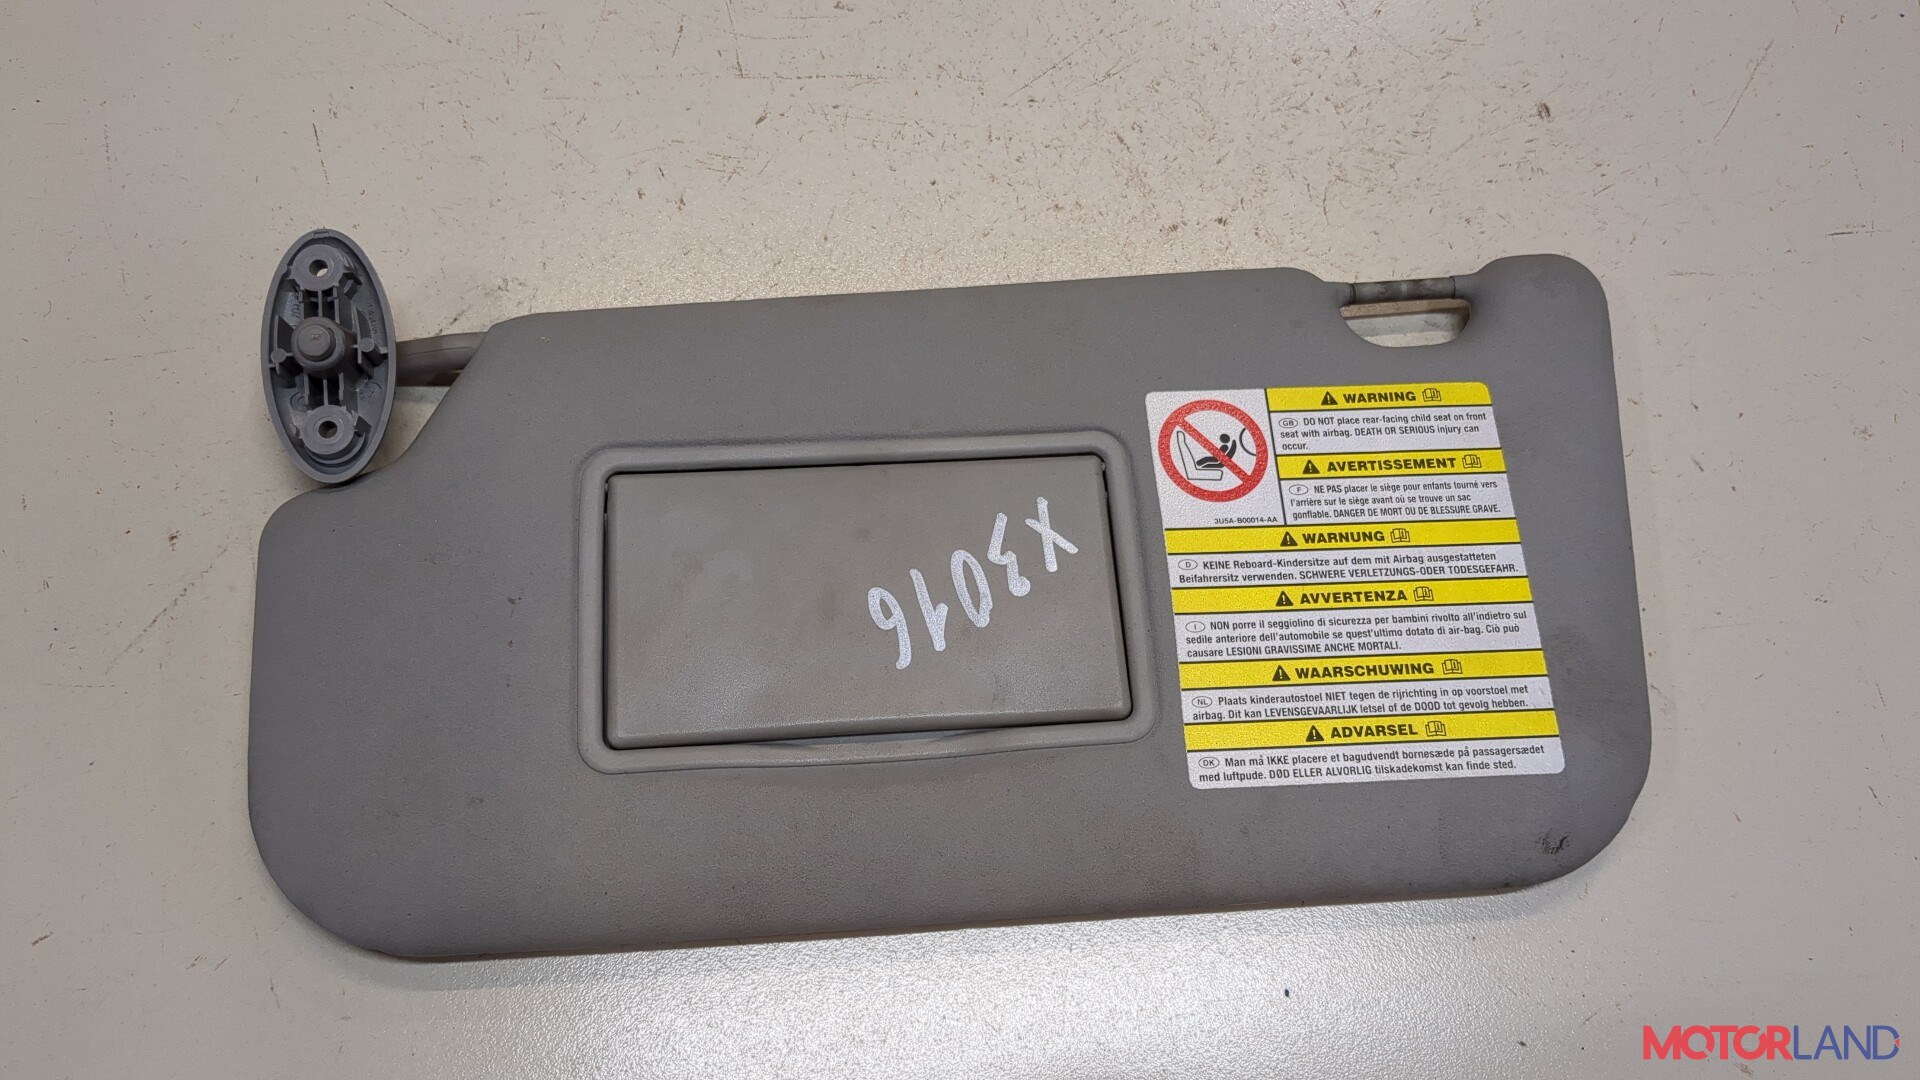 WARNING
GB DO NOT place rear-facing child seat on front
seat with airbag. DEATH OR SERIOUS injury can
occur.
AVERTISSEMENT
F NE PAS placer le siège pour enfants tourné vers
l'arrière sur le siège avant où se trouve un sac
gonflable. DANGER DE MORT OU DE BLESSURE GRAVE.
3U5A-B00014-AA
WARNUNG
D KEINE Reboard-Kindersitze auf dem mit Airbag ausgestatteten
Beifahrersitz verwenden. SCHWERE VERLETZUNGS-ODER TODESGEFAHR.
AVVERTENZA
I NON porre il seggiolino di sicurezza per bambini rivolto all'indietro sul
sedile anteriore dell'automobile se quest'ultimo dotato di air-bag. Ciò può
causare LESIONI GRAVISSIME ANCHE MORTALI.
WAARSCHUWING
NL Plaats kinderautostoel NIET tegen de rijrichting in op voorstoel met
airbag. Dit kan LEVENSGEVAARLIJK letsel of de DOOD tot gevolg hebben.
ADVARSEL
DK Man må IKKE placere et bagudvendt bornesæde på passagersædet
med luftpude. DØD ELLER ALVORLIG tilskadekomst kan finde sted.
X3016
MOTORLAND